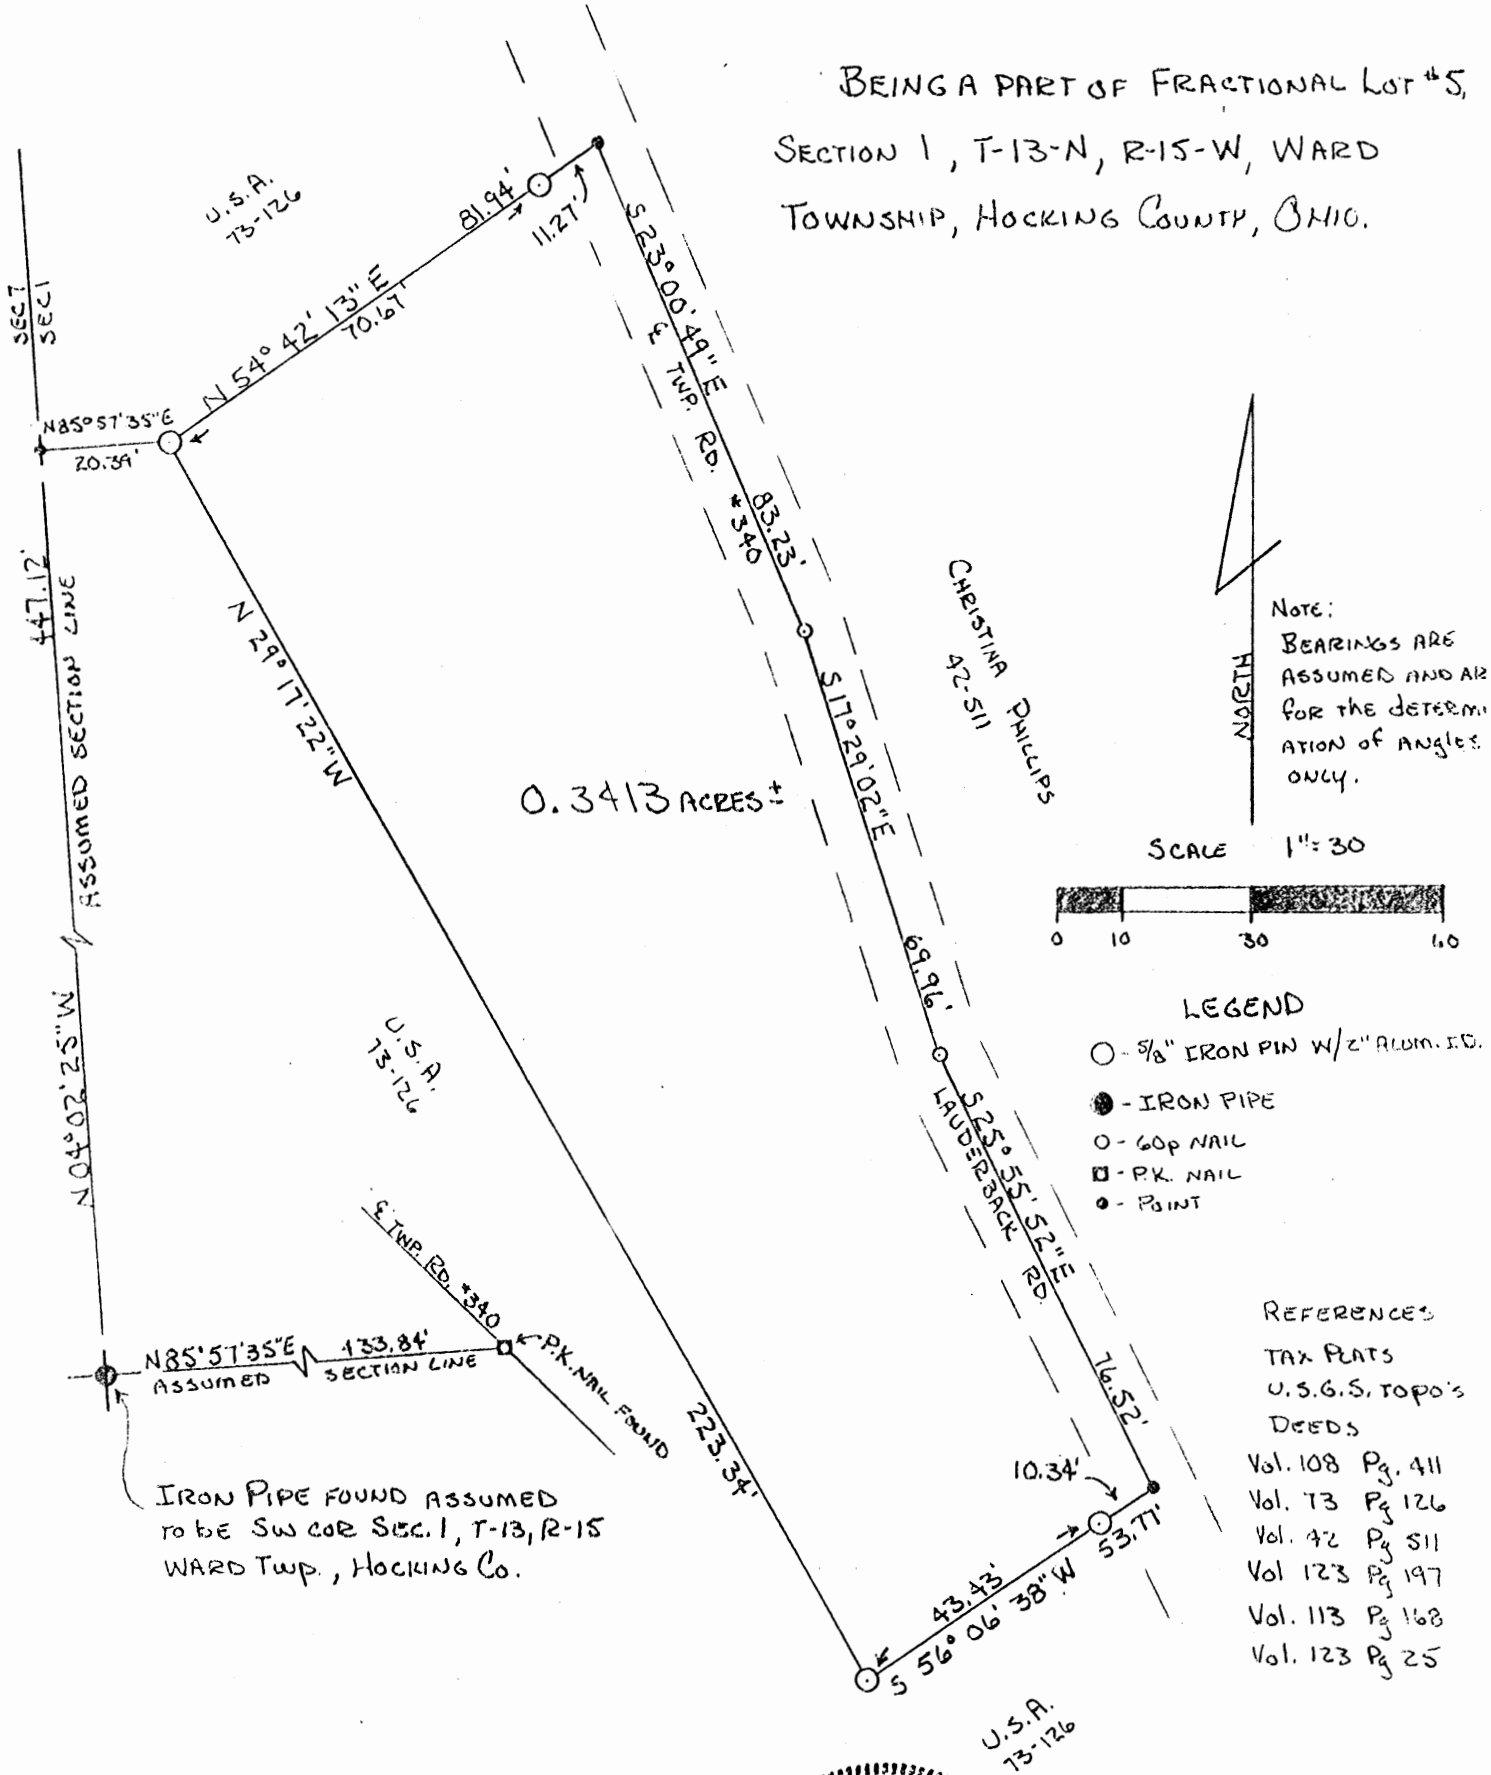 BEING A PART OF FRACTIONAL LOT #5,
SECTION 1, T-13-N, R-15-W, WARD
TOWNSHIP, HOCKING COUNTY, OHIO.
U.S.A.
73-126
81.94'
11.27'
N 54° 42' 13" E
70.67'
SEC 7
SEC 1
N85°57'35"E
20.39'
S 23° 00' 49" E
83.23'
℄ TWP. RD. #340
447.12'
ASSUMED SECTION LINE
N 04° 02' 25" W
N 29° 17' 22" W
223.34'
0.3413 ACRES ±
S 17° 29' 02" E
69.96'
CHRISTINA PHILLIPS
42-511
NORTH
NOTE:
BEARINGS ARE
ASSUMED AND AR
FOR THE DETERMI
ATION OF ANGLES
ONLY.
SCALE 1"=30
0 10 30 60
LEGEND
○ - 5/8" IRON PIN W/2" ALUM. I.D.
● - IRON PIPE
○ - 60p NAIL
□ - P.K. NAIL
● - POINT
U.S.A.
73-126
S 25° 55' 52" E
76.52'
LAUDERBACK RD.
℄ TWP. RD. #340
P.K. NAIL FOUND
N85°57'35"E 433.84'
ASSUMED SECTION LINE
IRON PIPE FOUND ASSUMED
TO BE SW COR SEC. 1, T-13, R-15
WARD TWP., HOCKING CO.
10.34'
53.77'
43.43'
S 56° 06' 38" W
U.S.A.
73-126
REFERENCES
TAX PLATS
U.S.G.S. TOPO'S
DEEDS
Vol. 108 Pg. 411
Vol. 73 Pg 126
Vol. 42 Pg 511
Vol 123 Pg 197
Vol. 113 Pg 168
Vol. 123 Pg 25